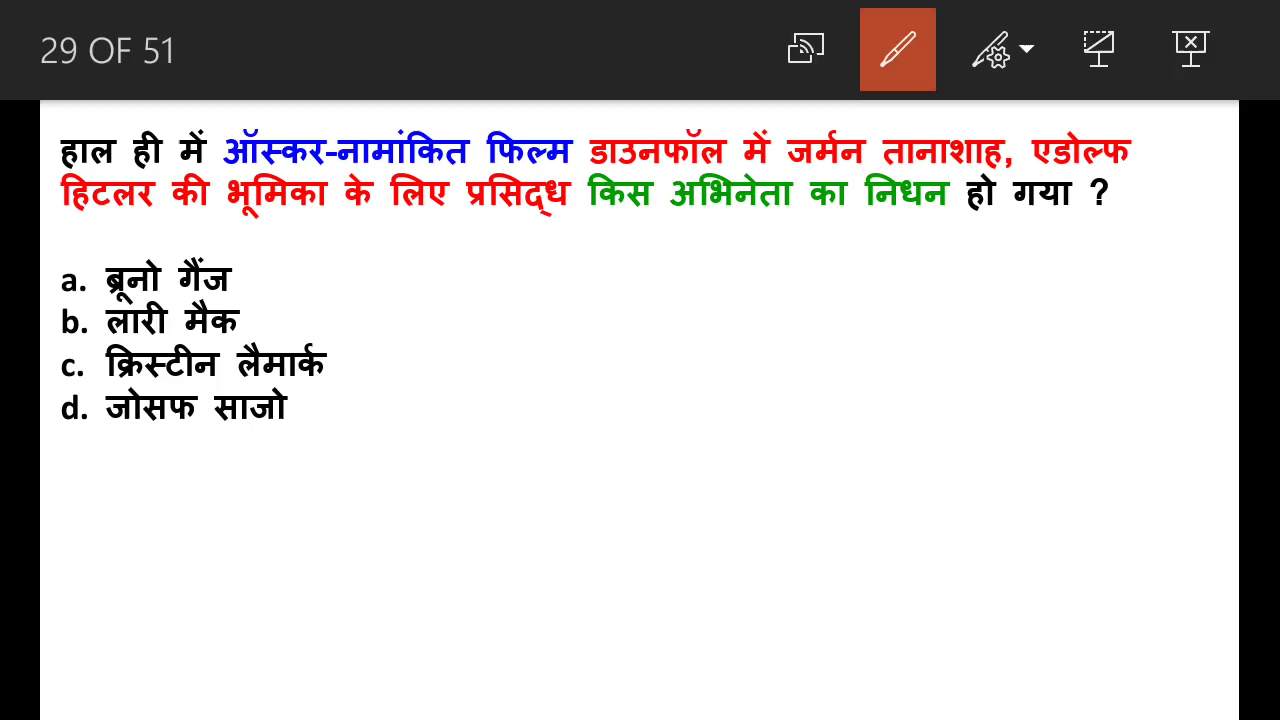 29 OF 51
हाल ही में ऑस्कर-नामांकित फिल्म डाउनफॉल में जर्मन तानाशाह, एडोल्फ
हिटलर की भूमिका के लिए प्रसिद्ध किस अभिनेता का निधन हो गया ?
a. ब्रूनो गैंज
b. लारी मैक
c. क्रिस्टीन लैमार्क
d. जोसफ साजो